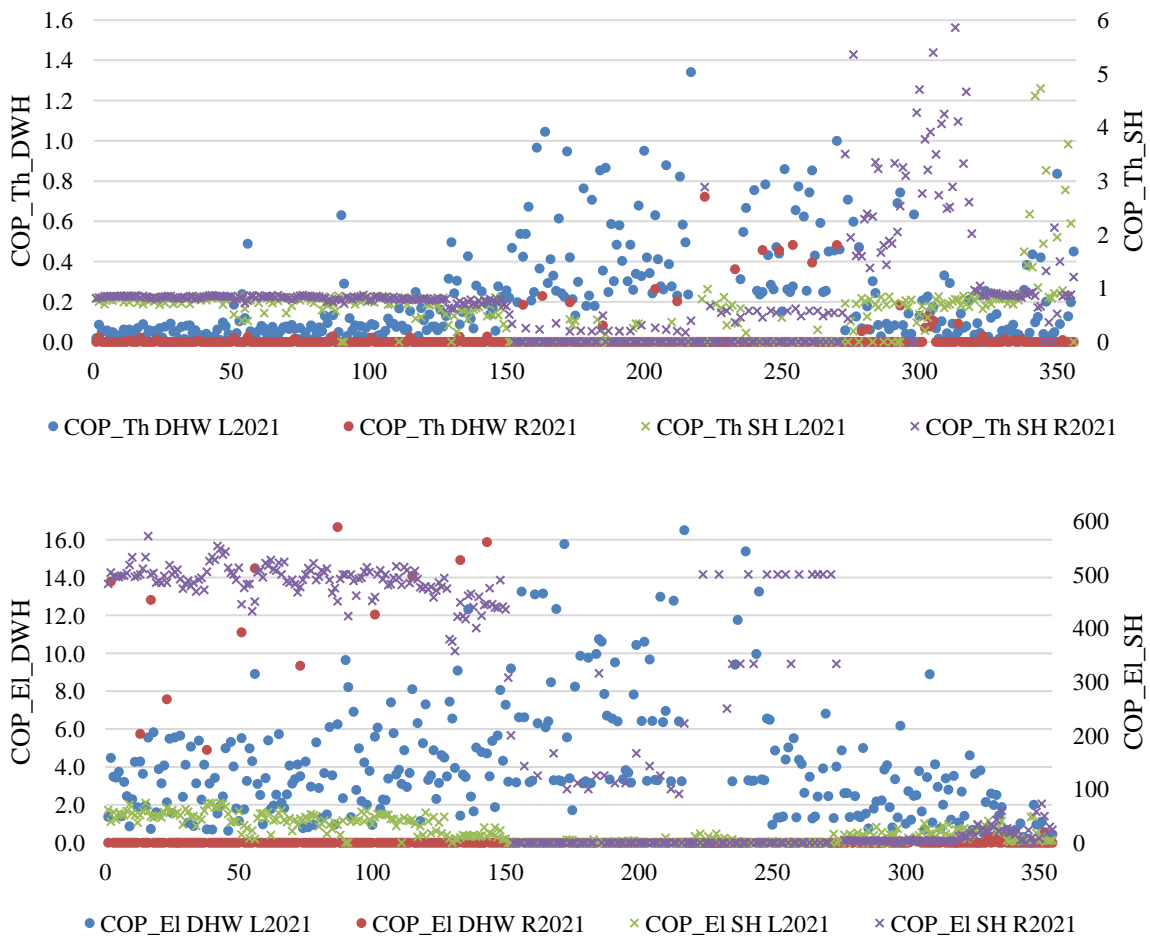 1.6 6
1.4 5
1.2
1.0 4
0.8 3
0.6 2
0.4
0.2 1
0.0 0
COP_Th_DWH
COP_Th_SH
0 50 100 150 200 250 300 350
COP_Th DHW L2021 COP_Th DHW R2021 COP_Th SH L2021 COP_Th SH R2021
600
16.0
14.0 500
12.0 400
10.0
8.0 300
6.0 200
4.0
2.0 100
0.0 0
COP_El_DWH
COP_El_SH
0 50 100 150 200 250 300 350
COP_El DHW L2021 COP_El DHW R2021 COP_El SH L2021 COP_El SH R2021